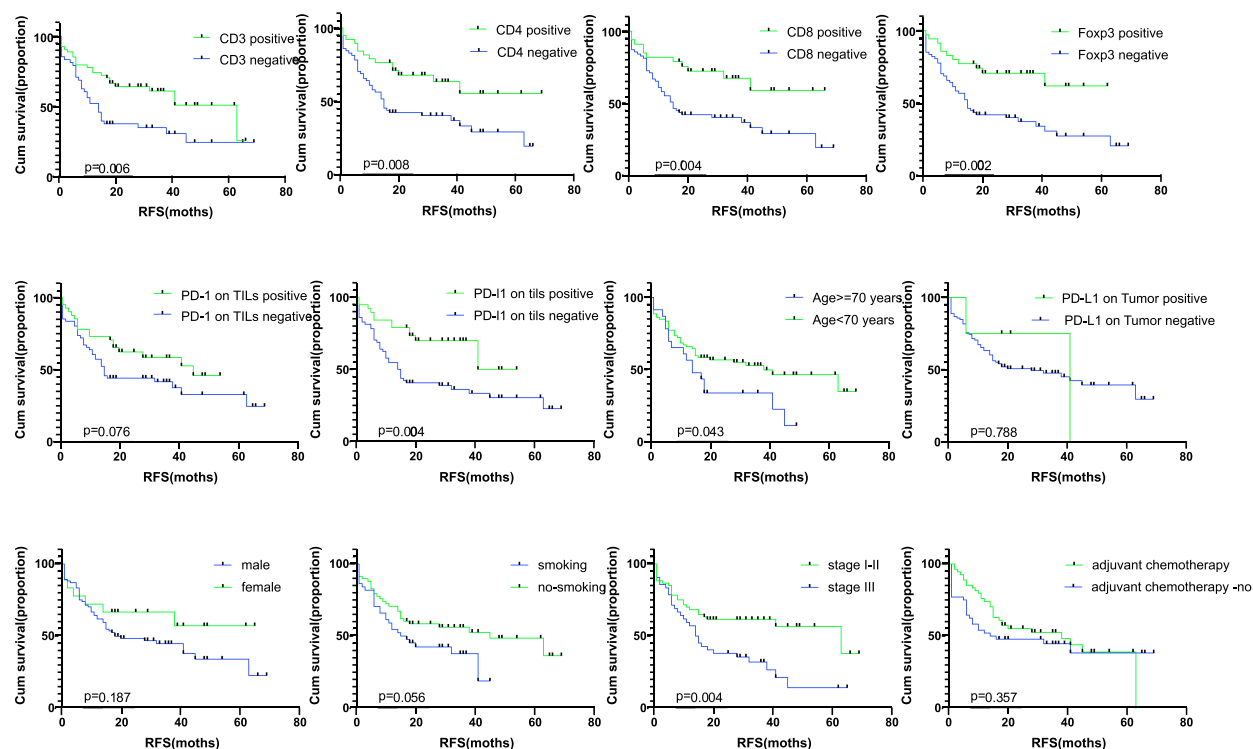 Cum survival(proportion)
100
50
0
CD3 positive
CD3 negative
p=0.006
0 20 40 60 80
RFS(moths)
Cum survival(proportion)
100
50
0
CD4 positive
CD4 negative
p=0.008
0 20 40 60 80
RFS(moths)
Cum survival(proportion)
100
50
0
CD8 positive
CD8 negative
p=0.004
0 20 40 60 80
RFS(moths)
Cum survival(proportion)
100
50
0
Foxp3 positive
Foxp3 negative
p=0.002
0 20 40 60 80
RFS(moths)
Cum survival(proportion)
100
50
0
PD-1 on TILs positive
PD-1 on TILs negative
p=0.076
0 20 40 60 80
RFS(moths)
Cum survival(proportion)
100
50
0
PD-l1 on tils positive
PD-l1 on tils negative
p=0.004
0 20 40 60 80
RFS(moths)
Cum survival(proportion)
100
50
0
Age>=70 years
Age<70 years
p=0.043
0 20 40 60 80
RFS(moths)
Cum survival(proportion)
100
50
0
PD-L1 on Tumor positive
PD-L1 on Tumor negative
p=0.788
0 20 40 60 80
RFS(moths)
Cum survival(proportion)
100
50
0
male
female
p=0.187
0 20 40 60 80
RFS(moths)
Cum survival(proportion)
100
50
0
smoking
no-smoking
p=0.056
0 20 40 60 80
RFS(moths)
Cum survival(proportion)
100
50
0
stage I-II
stage III
p=0.004
0 20 40 60 80
RFS(moths)
Cum survival(proportion)
100
50
0
adjuvant chemotherapy
adjuvant chemotherapy -no
p=0.357
0 20 40 60 80
RFS(moths)